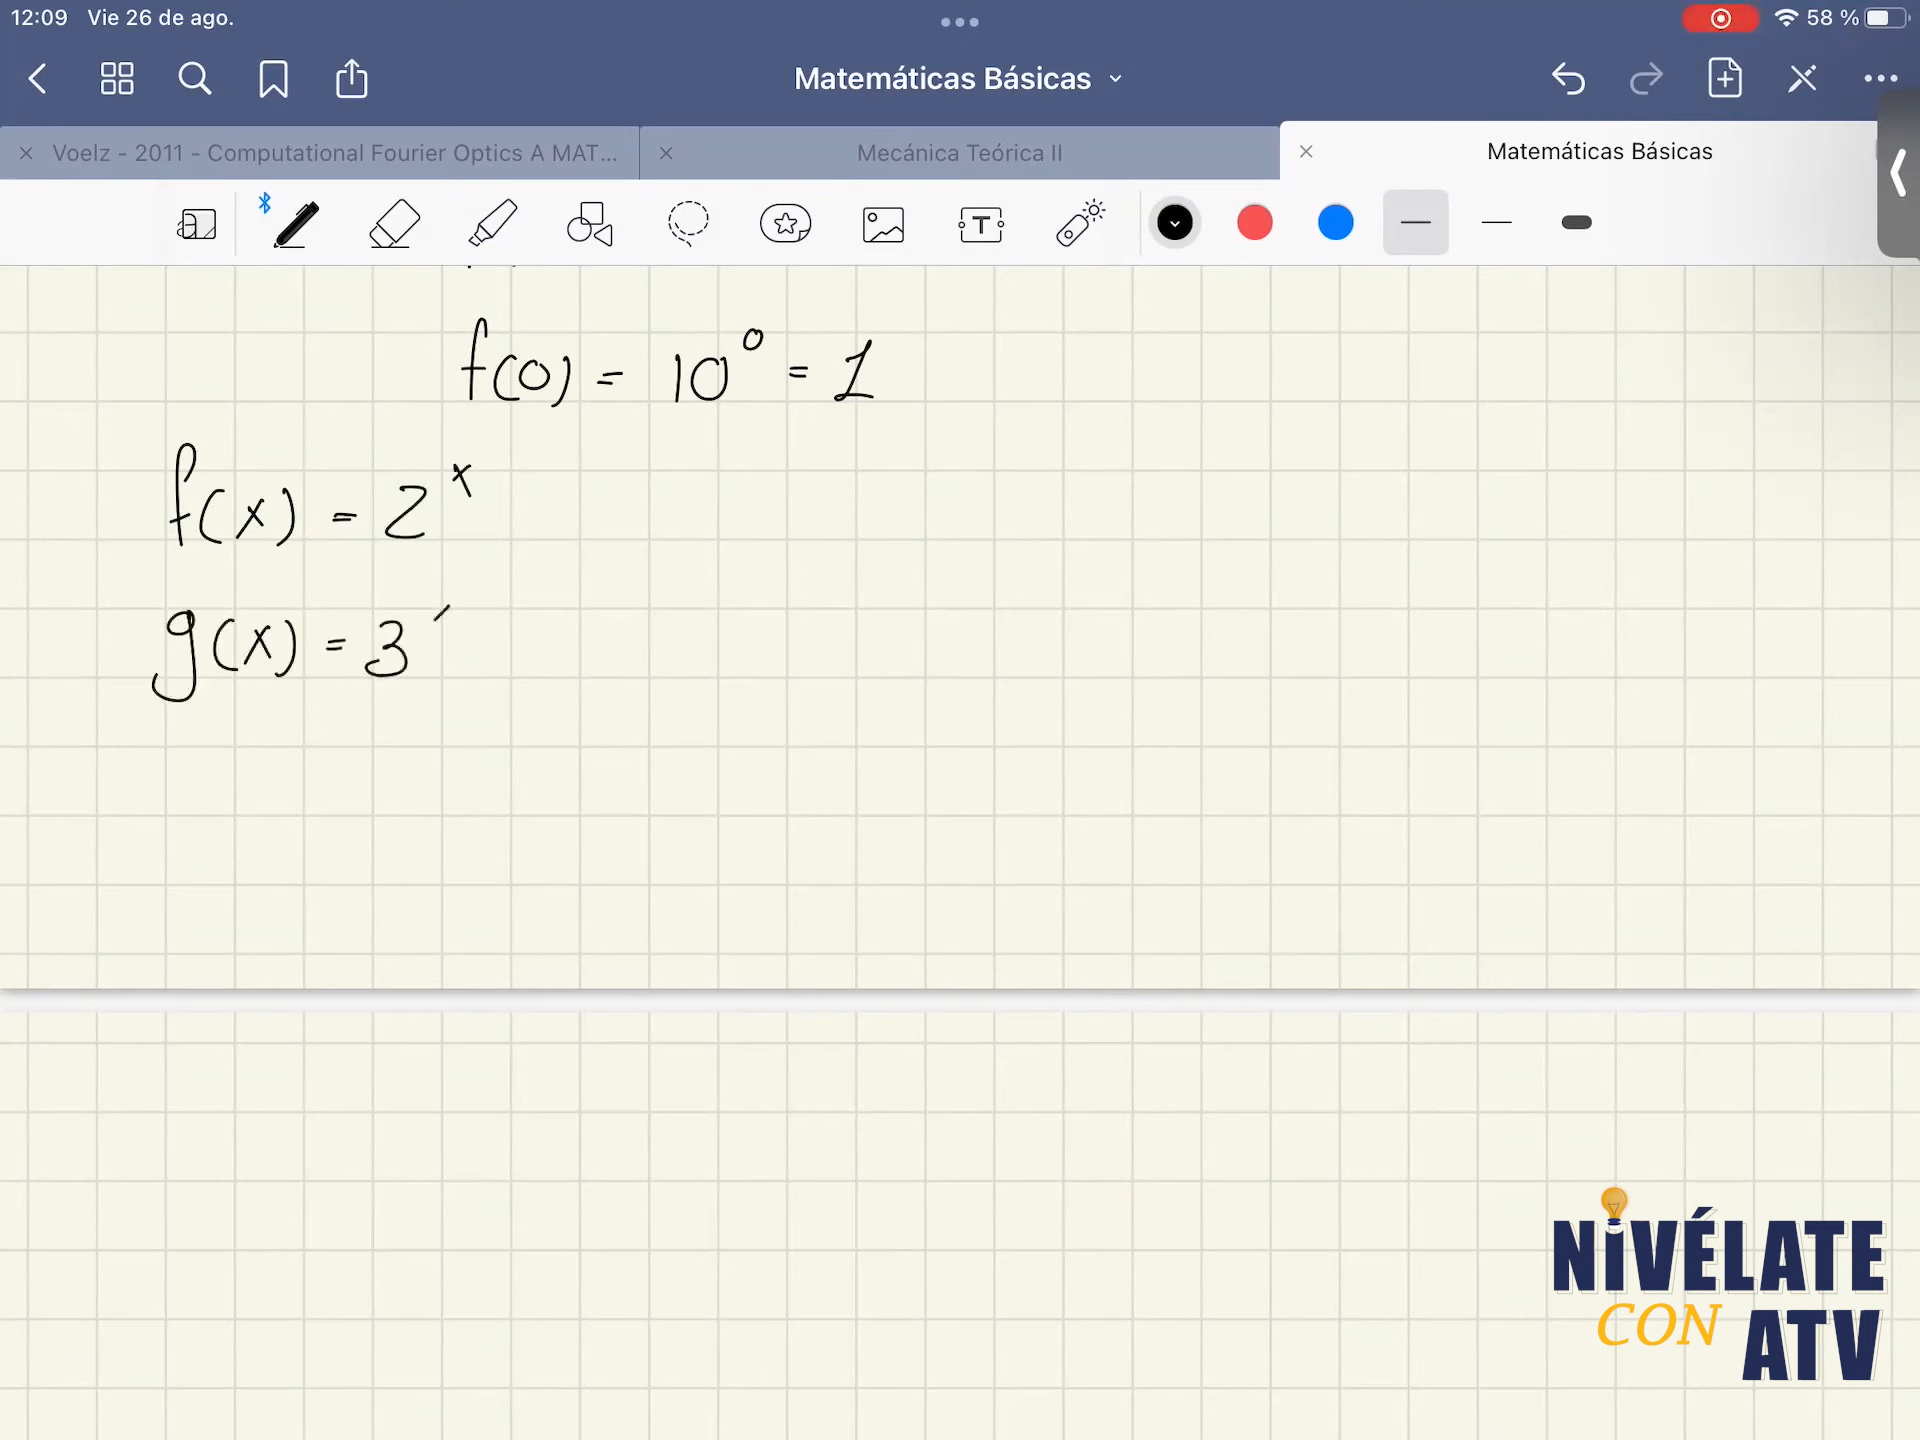 12:09 Vie 26 de ago. 58 %
Matemáticas Básicas
Voelz - 2011 - Computational Fourier Optics A MAT... Mecánica Teórica II Matemáticas Básicas
f(0) = 10⁰ = 1
f(x) = 2ˣ
g(x) = 3
NIVÉLATE
CON ATV